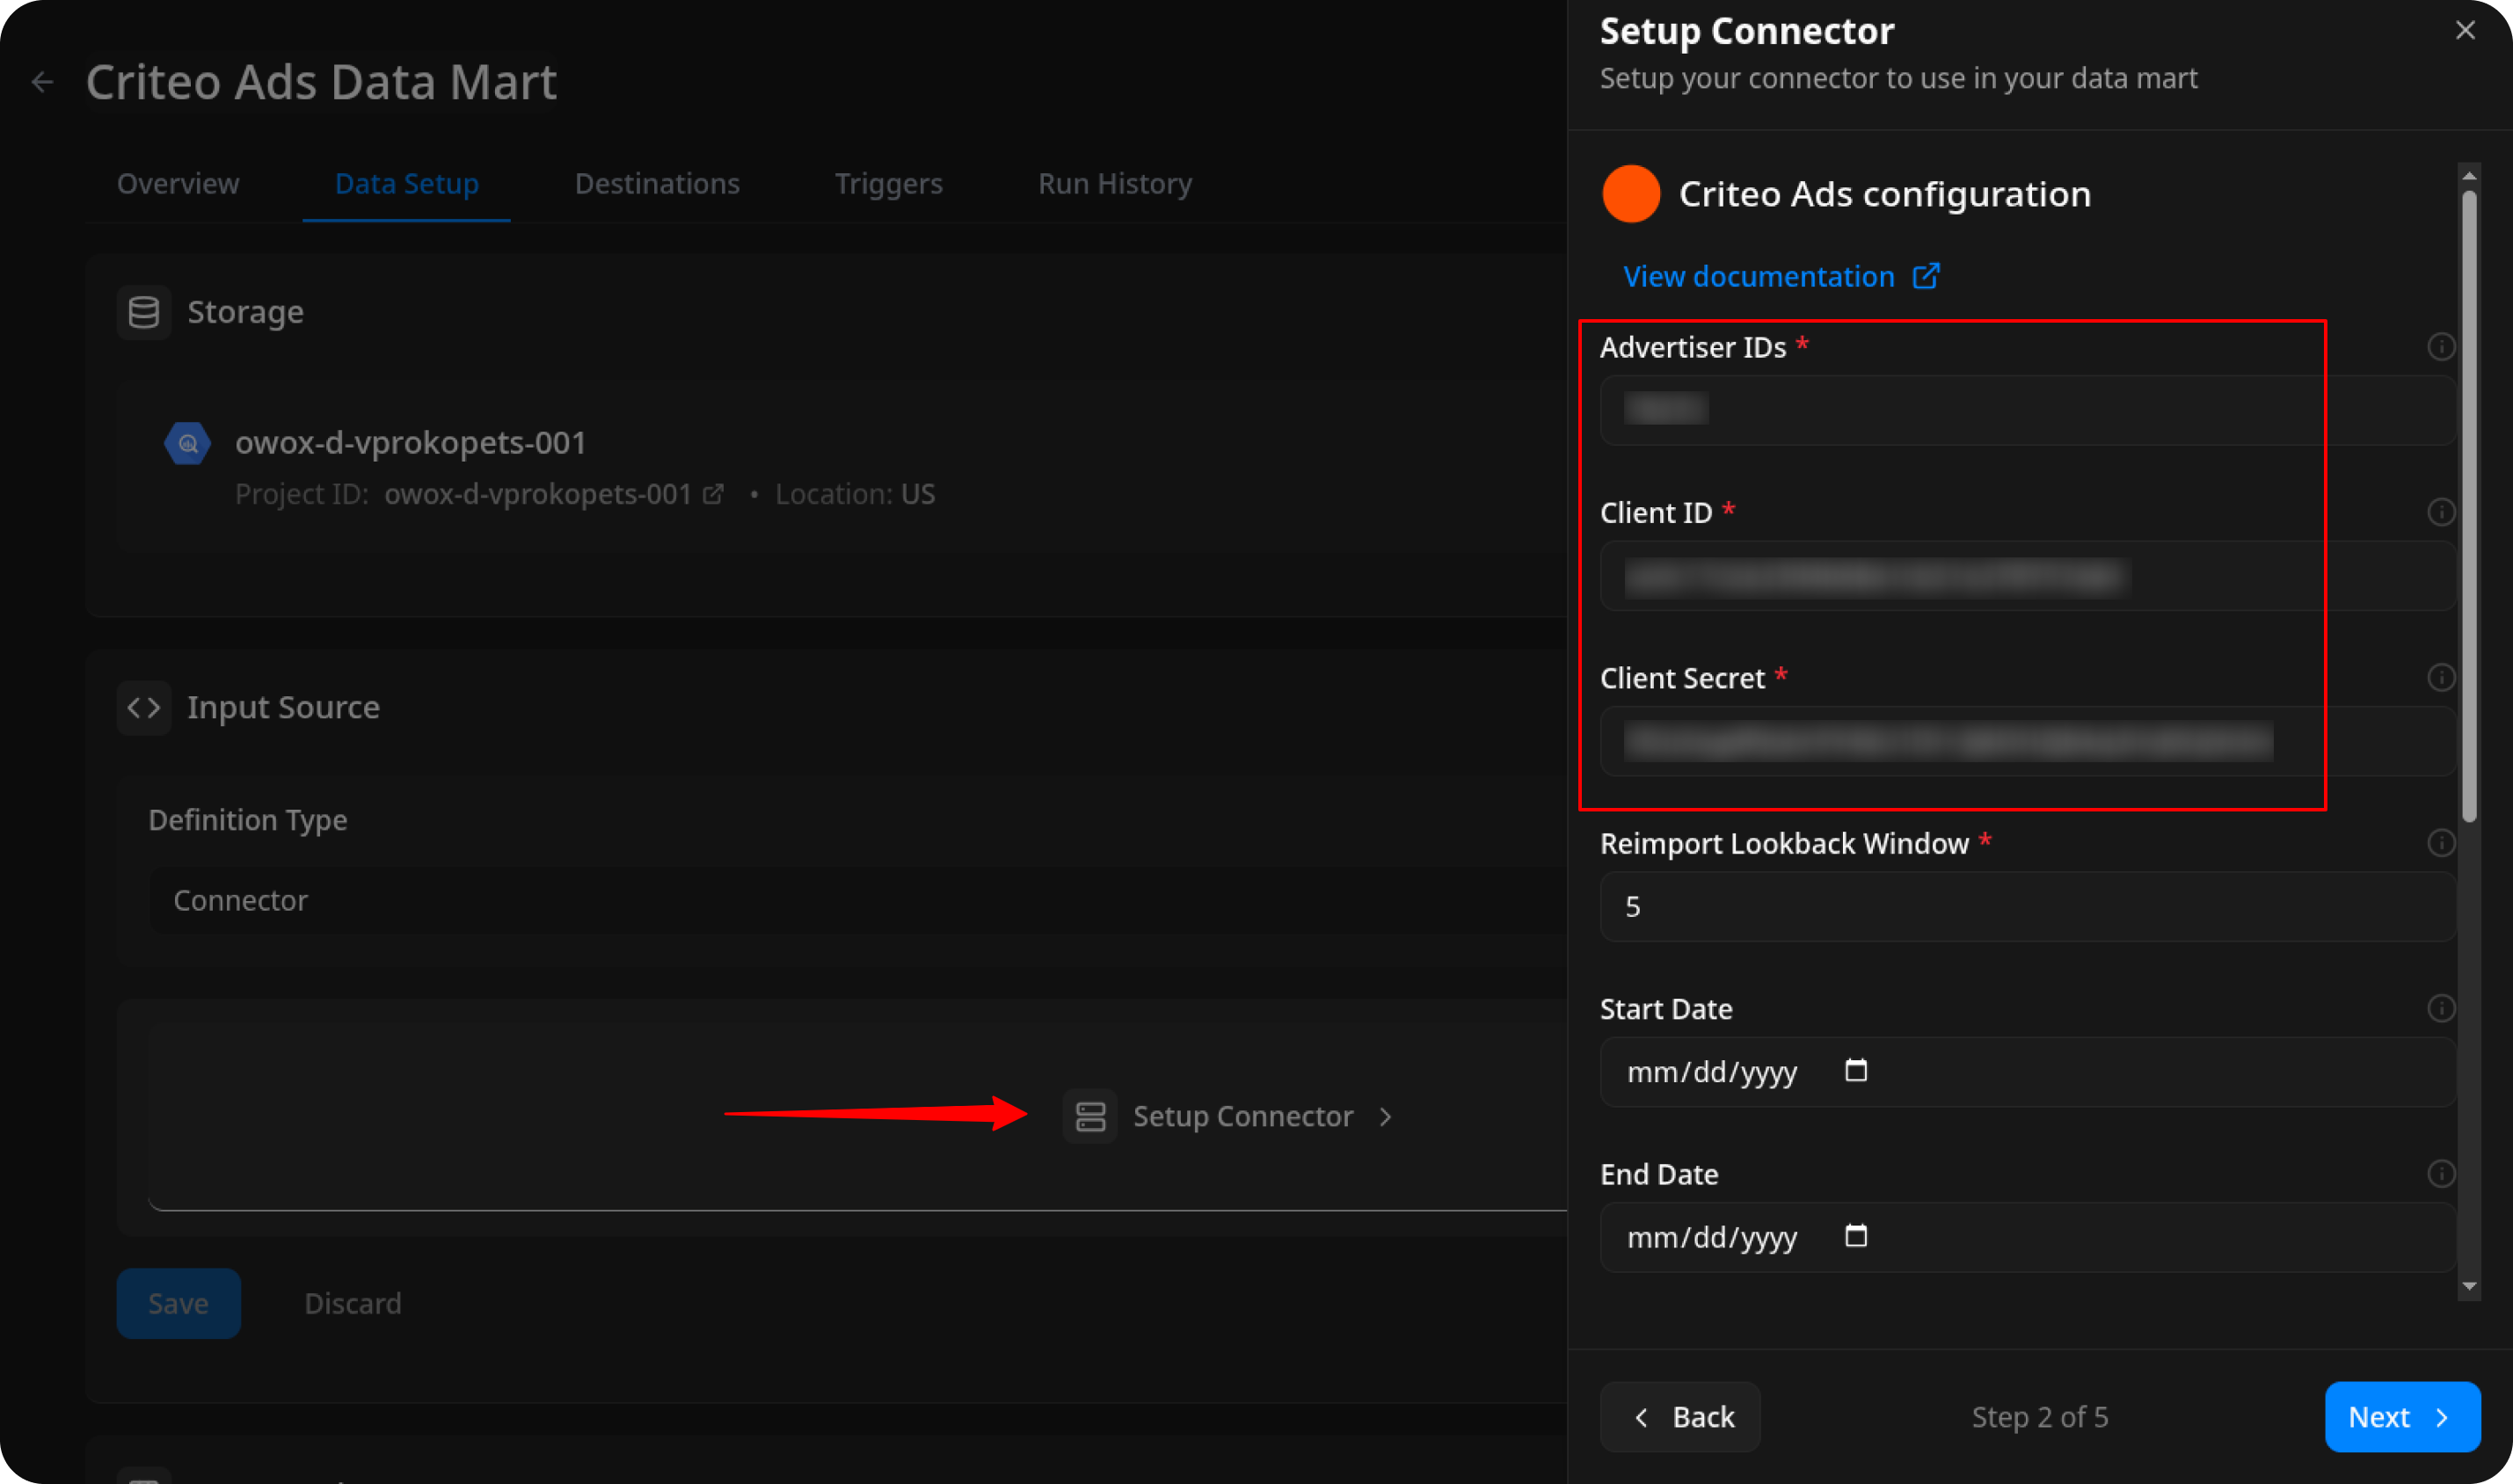 Criteo Ads Data Mart
Overview
Data Setup
Destinations
Triggers
Run History
Storage
owox-d-vprokopets-001
Project ID: owox-d-vprokopets-001 • Location: US
Input Source
Definition Type
Connector
Setup Connector
Save
Discard
Setup Connector
Setup your connector to use in your data mart
Criteo Ads configuration
View documentation
Advertiser IDs *
Client ID *
Client Secret *
Reimport Lookback Window *
5
Start Date
mm/dd/yyyy
End Date
mm/dd/yyyy
Back
Step 2 of 5
Next